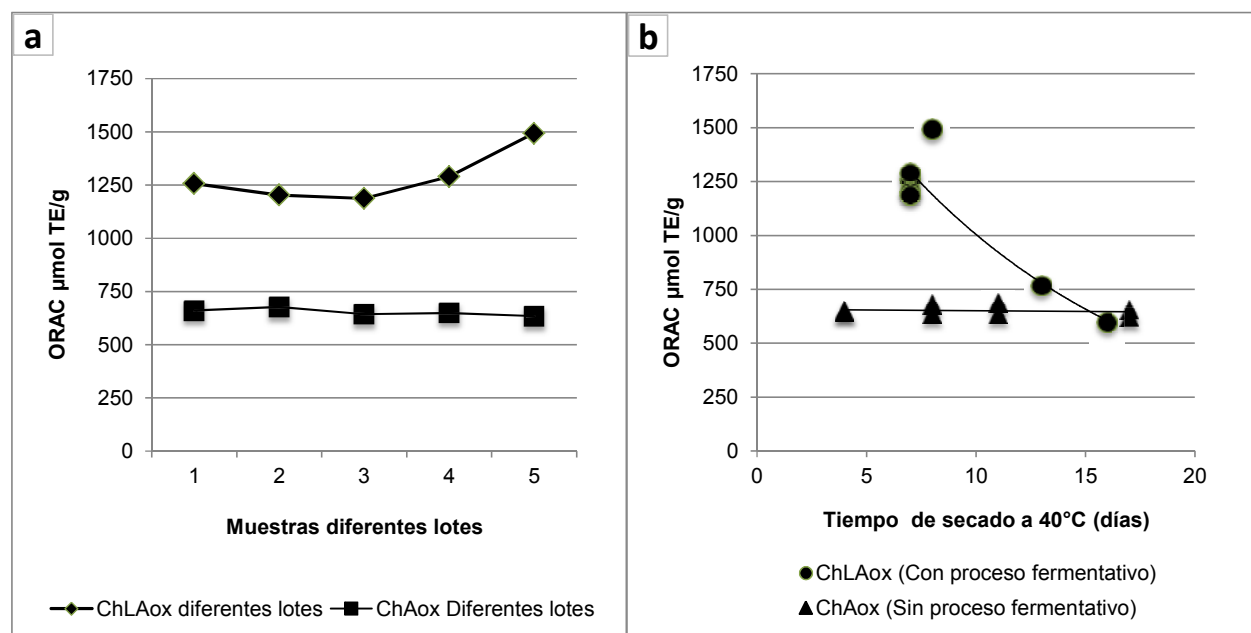 a
1750
1500
1250
1000
750
500
250
0
ORAC µmol TE/g
1 2 3 4 5
Muestras diferentes lotes
ChLAox diferentes lotes ChAox Diferentes lotes
b
1750
1500
1250
1000
750
500
250
0
ORAC µmol TE/g
0 5 10 15 20
Tiempo de secado a 40°C (días)
ChLAox (Con proceso fermentativo)
ChAox (Sin proceso fermentativo)